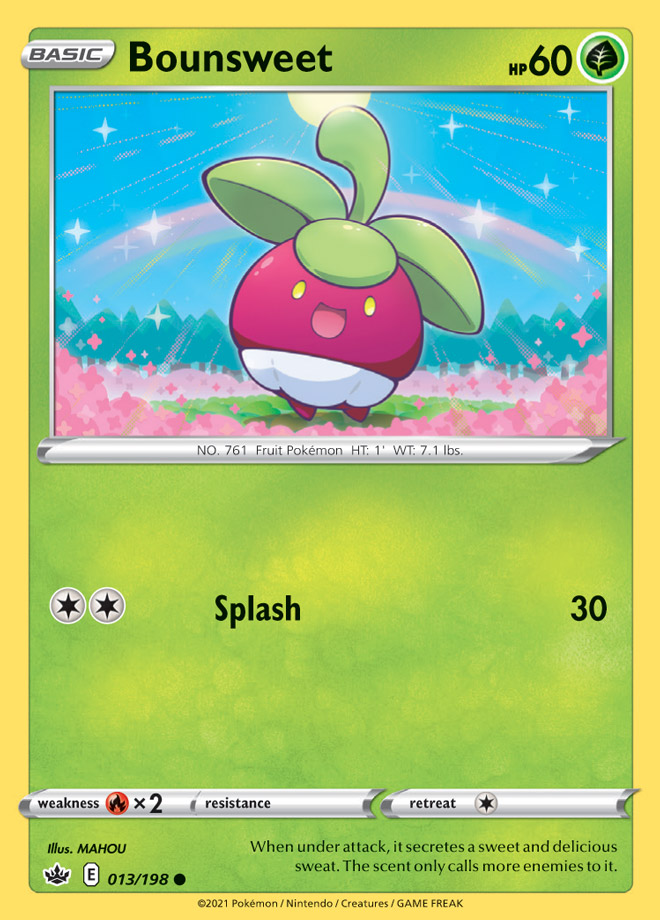 BASIC Bounsweet HP 60
NO. 761 Fruit Pokémon HT: 1' WT: 7.1 lbs.
Splash 30
weakness ×2 resistance retreat
Illus. MAHOU
When under attack, it secretes a sweet and delicious
sweat. The scent only calls more enemies to it.
E 013/198
©2021 Pokémon / Nintendo / Creatures / GAME FREAK